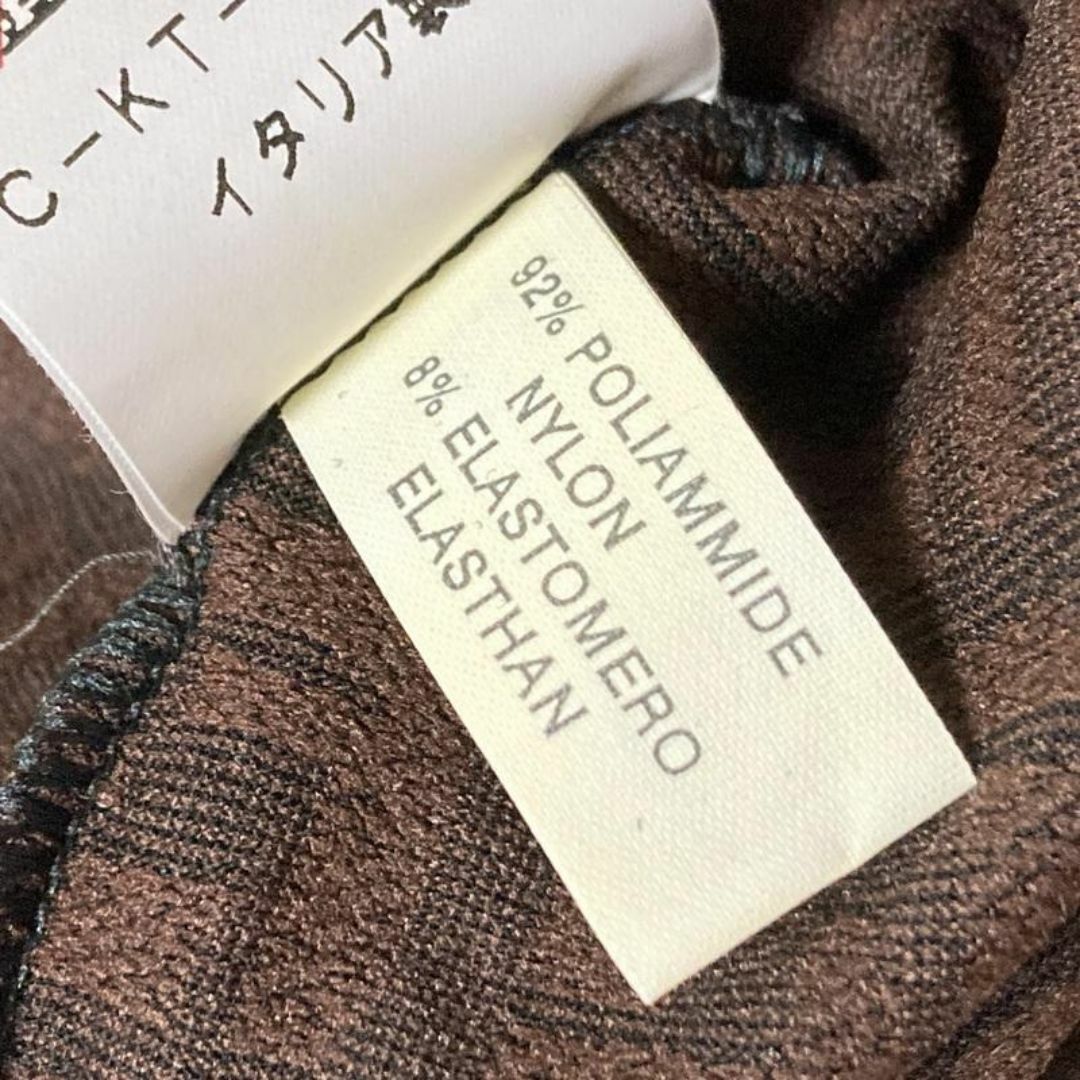 C-KT-
イタリア製
92% POLIAMMIDE
NYLON
8% ELASTOMERO
ELASTHAN